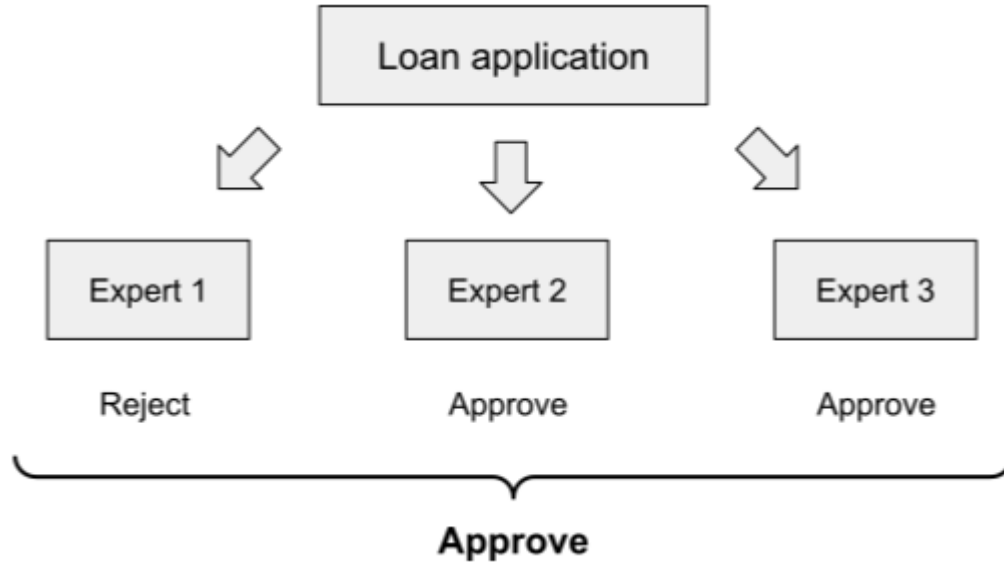 Loan application
Expert 1
Expert 2
Expert 3
Reject
Approve
Approve
Approve